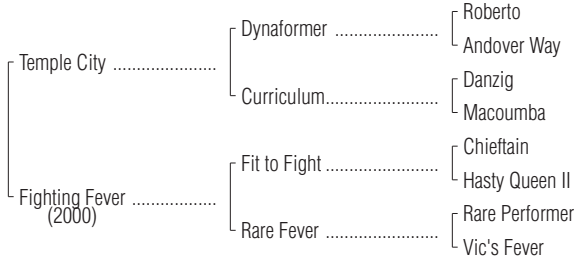 Roberto
Dynaformer ........................
Andover Way
Temple City .......................
Danzig
Curriculum..........................
Macoumba
Chieftain
Fit to Fight ..........................
Hasty Queen II
Fighting Fever ...................
(2000)
Rare Performer
Rare Fever ..........................
Vic's Fever